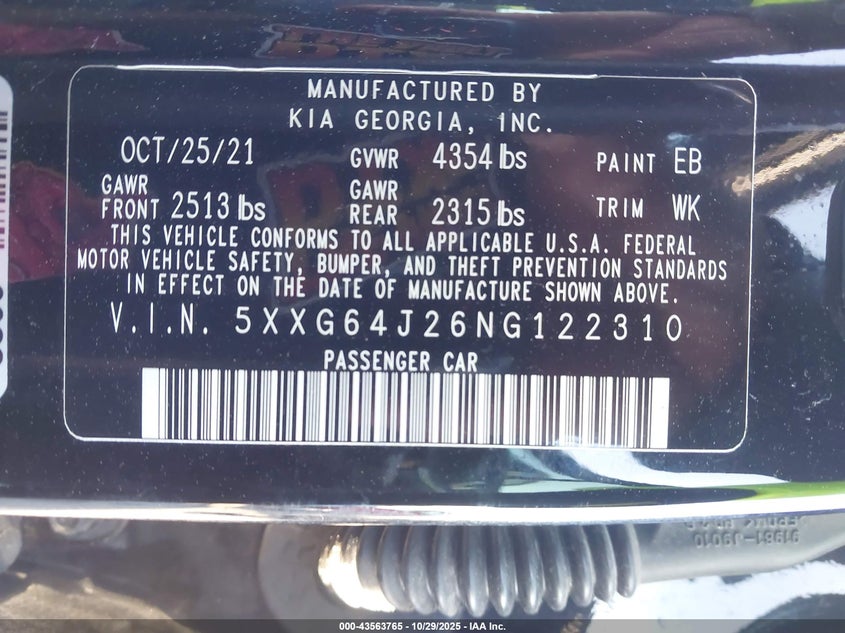 MANUFACTURED BY
KIA GEORGIA, INC.
OCT/25/21 GVWR 4354 lbs PAINT EB
GAWR FRONT 2513 lbs GAWR REAR 2315 lbs TRIM WK
THIS VEHICLE CONFORMS TO ALL APPLICABLE U.S.A. FEDERAL
MOTOR VEHICLE SAFETY, BUMPER, AND THEFT PREVENTION STANDARDS
IN EFFECT ON THE DATE OF MANUFACTURE SHOWN ABOVE.
V.I.N. 5XXG64J26NG122310
PASSENGER CAR
91961-J9010
000-43563765 - 10/29/2025 - IAA Inc.